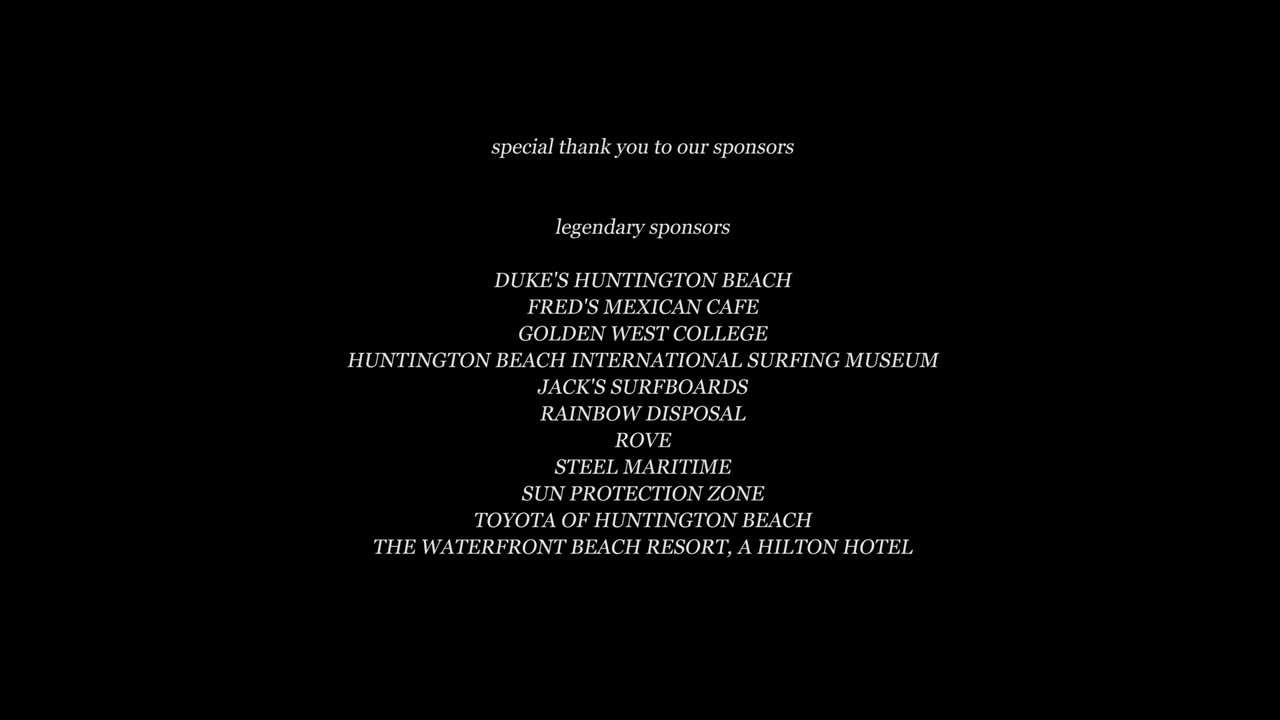 special thank you to our sponsors
legendary sponsors
DUKE'S HUNTINGTON BEACH
FRED'S MEXICAN CAFE
GOLDEN WEST COLLEGE
HUNTINGTON BEACH INTERNATIONAL SURFING MUSEUM
JACK'S SURFBOARDS
RAINBOW DISPOSAL
ROVE
STEEL MARITIME
SUN PROTECTION ZONE
TOYOTA OF HUNTINGTON BEACH
THE WATERFRONT BEACH RESORT, A HILTON HOTEL